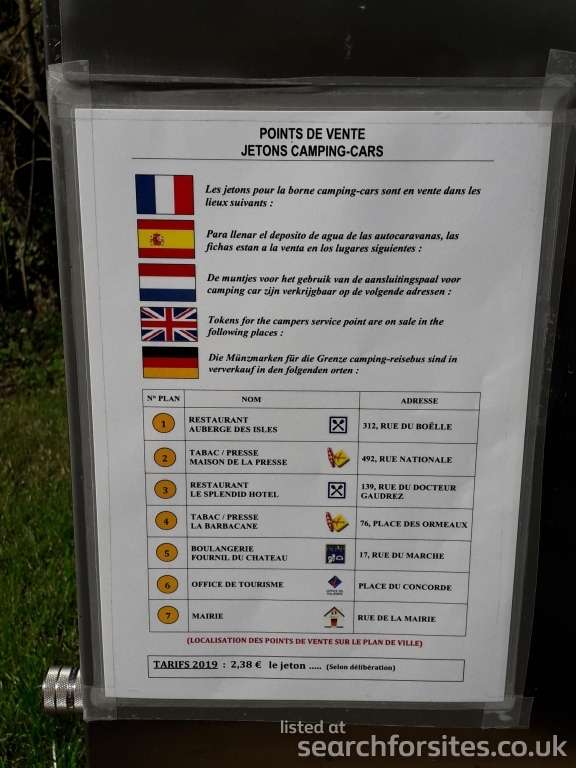 POINTS DE VENTE
JETONS CAMPING-CARS
Les jetons pour la borne camping-cars sont en vente dans les
lieux suivants :
Para llenar el deposito de agua de las autocaravanas, las
fichas estan a la venta en los lugares siguientes :
De muntjes voor het gebruik van de aansluitingspaal voor
camping car zijn verkrijgbaar op de volgende adressen :
Tokens for the campers service point are on sale in the
following places :
Die Münzmarken für die Grenze camping-reisebus sind in
ververkauf in den folgenden orten :
N° PLAN NOM ADRESSE
1 RESTAURANT
AUBERGE DES ISLES 312, RUE DU BOËLLE
2 TABAC / PRESSE
MAISON DE LA PRESSE 492, RUE NATIONALE
3 RESTAURANT
LE SPLENDID HOTEL 139, RUE DU DOCTEUR
GAUDREZ
4 TABAC / PRESSE
LA BARBACANE 76, PLACE DES ORMEAUX
5 BOULANGERIE
FOURNIL DU CHATEAU 17, RUE DU MARCHE
6 OFFICE DE TOURISME OFFICE DE TOURISME PLACE DU CONCORDE
7 MAIRIE RUE DE LA MAIRIE
(LOCALISATION DES POINTS DE VENTE SUR LE PLAN DE VILLE)
TARIFS 2019 : 2,38 € le jeton ..... (Selon délibération)
listed at
searchforsites.co.uk